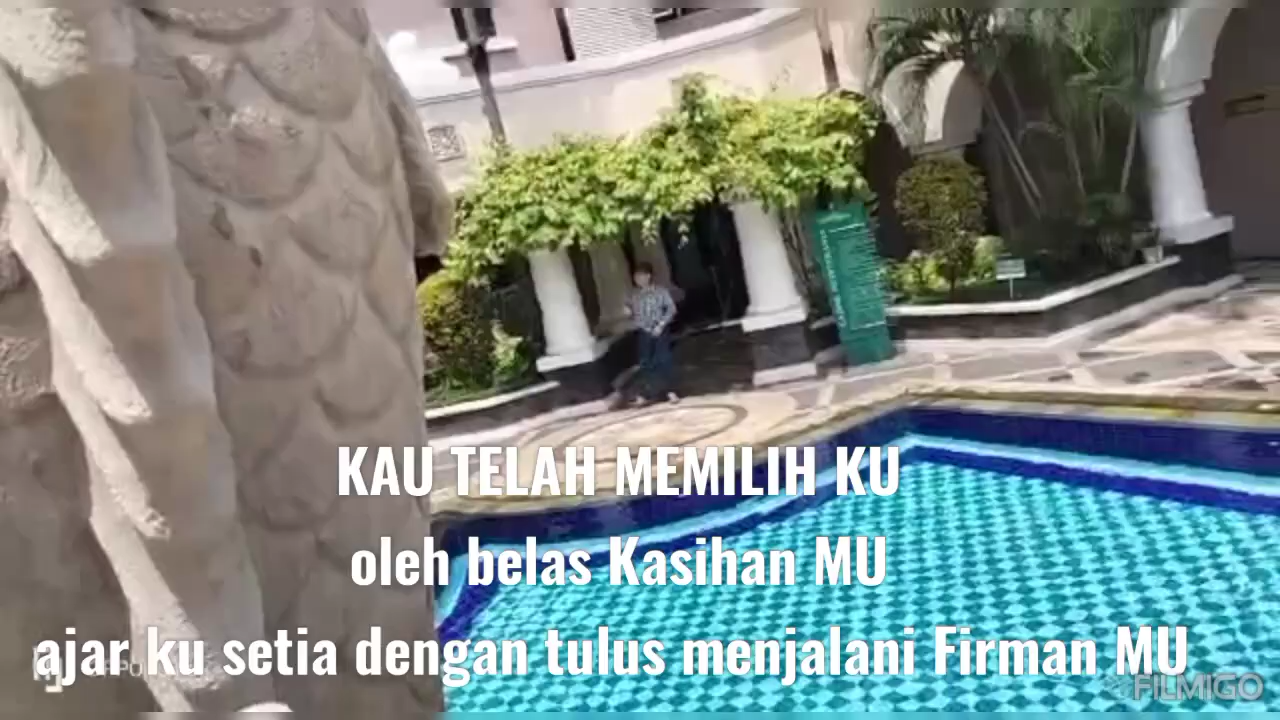 KAU TELAH MEMILIH KU
oleh belas Kasihan MU
ajar ku setia dengan tulus menjalani Firman MU
FILMIGO